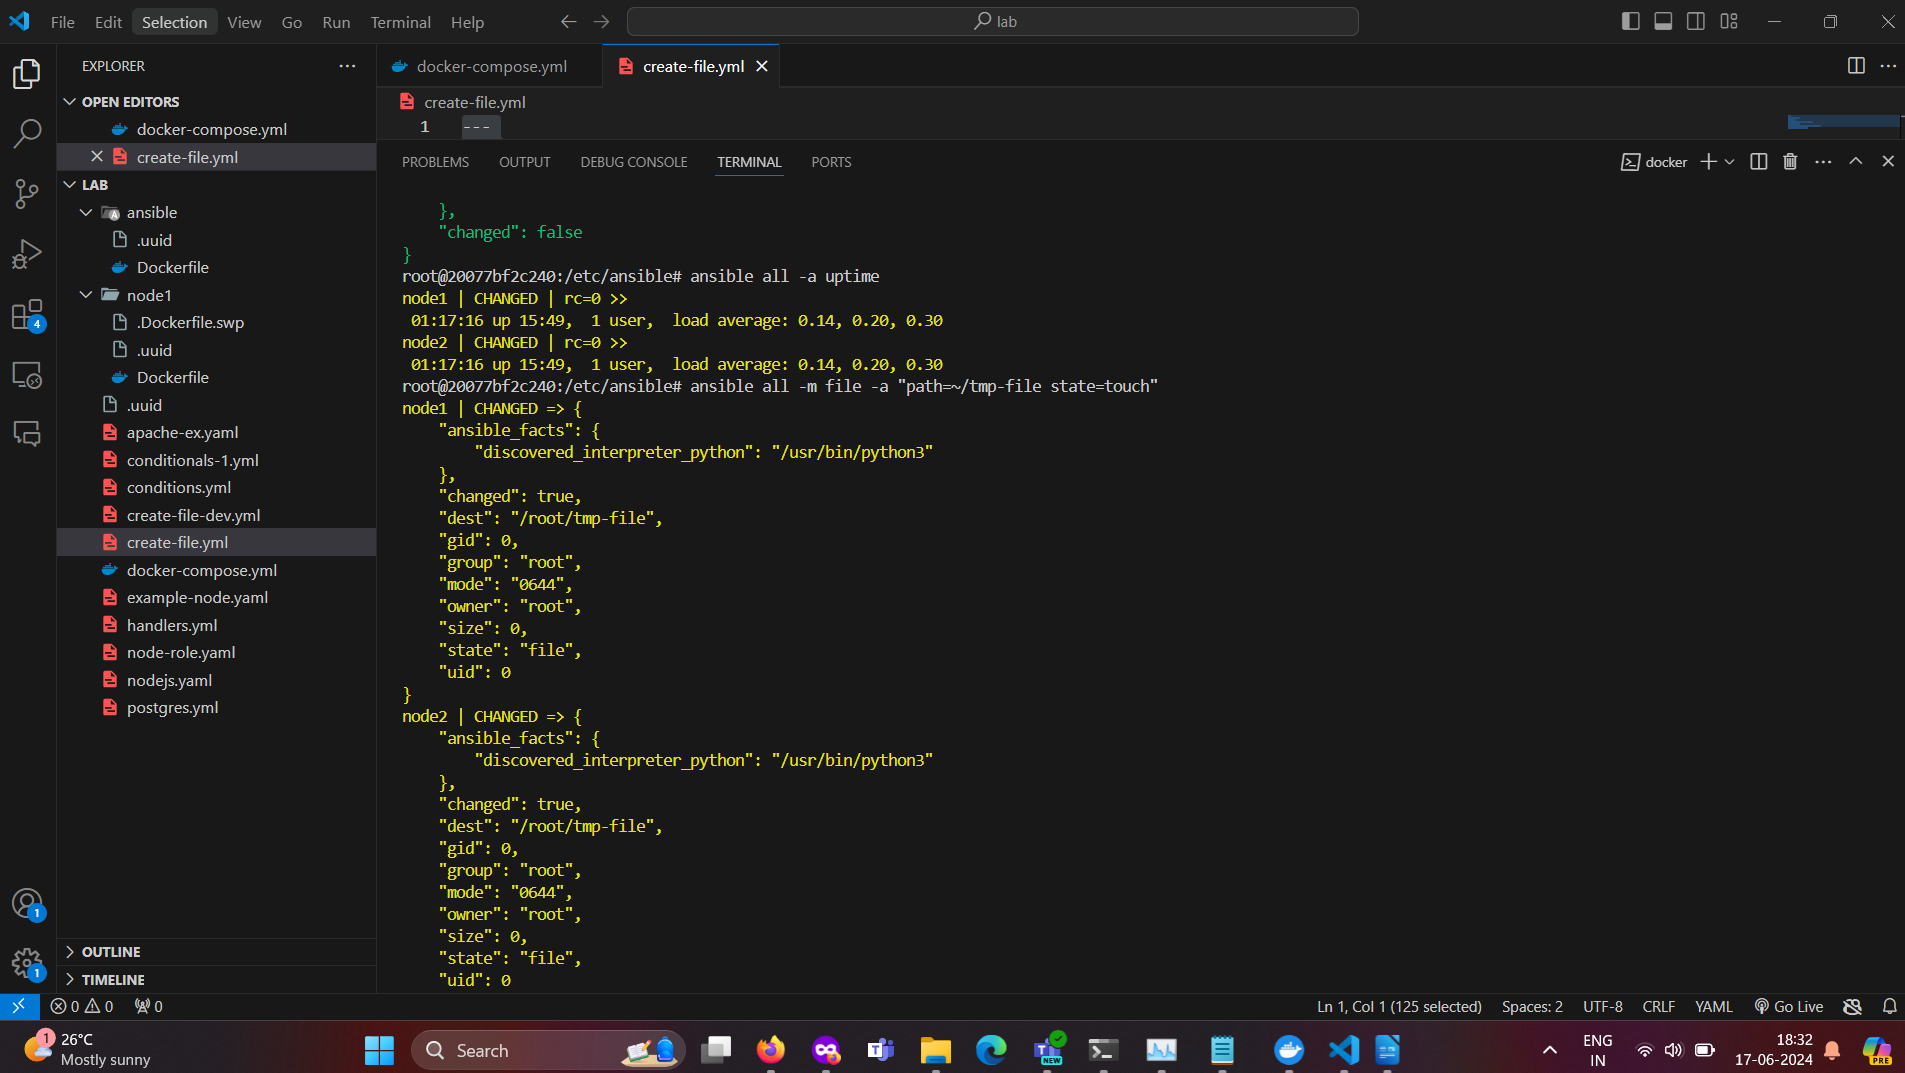 File Edit Selection View Go Run Terminal Help
lab
EXPLORER
OPEN EDITORS
docker-compose.yml
create-file.yml
LAB
ansible
.uuid
Dockerfile
node1
.Dockerfile.swp
.uuid
Dockerfile
.uuid
apache-ex.yaml
conditionals-1.yml
conditions.yml
create-file-dev.yml
create-file.yml
docker-compose.yml
example-node.yaml
handlers.yml
node-role.yaml
nodejs.yaml
postgres.yml
OUTLINE
TIMELINE
4
1
1
docker-compose.yml create-file.yml
create-file.yml
1 ---
PROBLEMS OUTPUT DEBUG CONSOLE TERMINAL PORTS
docker
},
"changed": false
}
root@20077bf2c240:/etc/ansible# ansible all -a uptime
node1 | CHANGED | rc=0 >>
01:17:16 up 15:49, 1 user, load average: 0.14, 0.20, 0.30
node2 | CHANGED | rc=0 >>
01:17:16 up 15:49, 1 user, load average: 0.14, 0.20, 0.30
root@20077bf2c240:/etc/ansible# ansible all -m file -a "path=~/tmp-file state=touch"
node1 | CHANGED => {
"ansible_facts": {
"discovered_interpreter_python": "/usr/bin/python3"
},
"changed": true,
"dest": "/root/tmp-file",
"gid": 0,
"group": "root",
"mode": "0644",
"owner": "root",
"size": 0,
"state": "file",
"uid": 0
}
node2 | CHANGED => {
"ansible_facts": {
"discovered_interpreter_python": "/usr/bin/python3"
},
"changed": true,
"dest": "/root/tmp-file",
"gid": 0,
"group": "root",
"mode": "0644",
"owner": "root",
"size": 0,
"state": "file",
"uid": 0
0 0 0
Ln 1, Col 1 (125 selected) Spaces: 2 UTF-8 CRLF YAML Go Live
1
26°C
Mostly sunny
Search
NEW
ENG
IN
18:32
17-06-2024
PRE